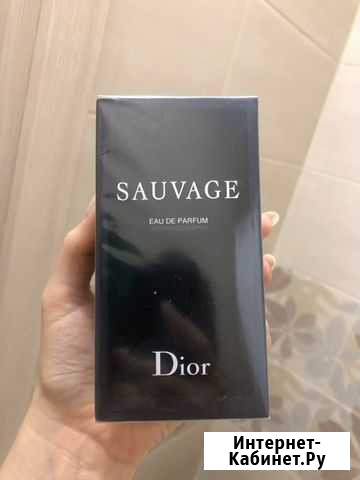 SAUVAGE
EAU DE PARFUM
Dior
Интернет-
Кабинет.Ру